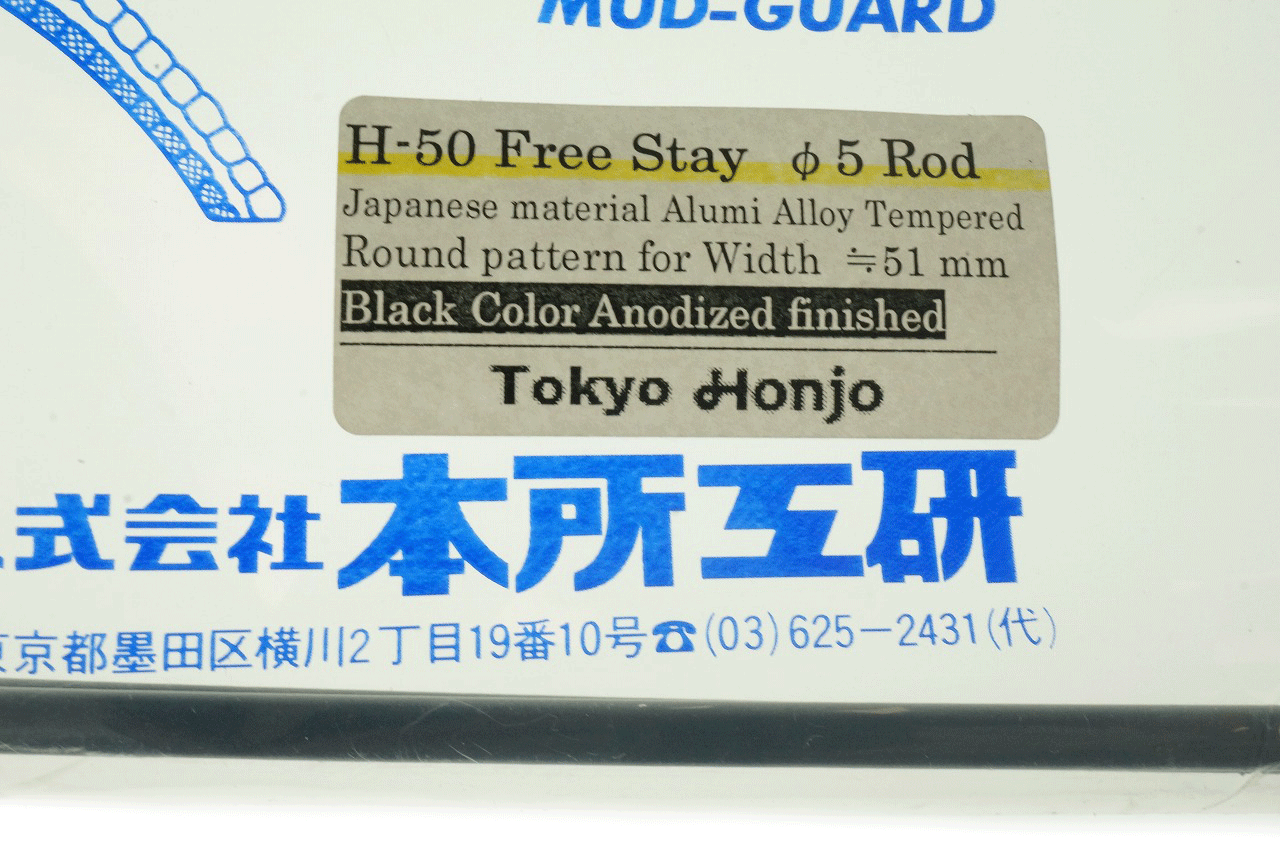 MUD-GUARD
H-50 Free Stay φ5 Rod
Japanese material Alumi Alloy Tempered
Round pattern for Width ≒51 mm
Black Color Anodized finished
Tokyo Honjo
式会社 本所工研
京都墨田区横川2丁目19番10号☎(03)625-2431(代)